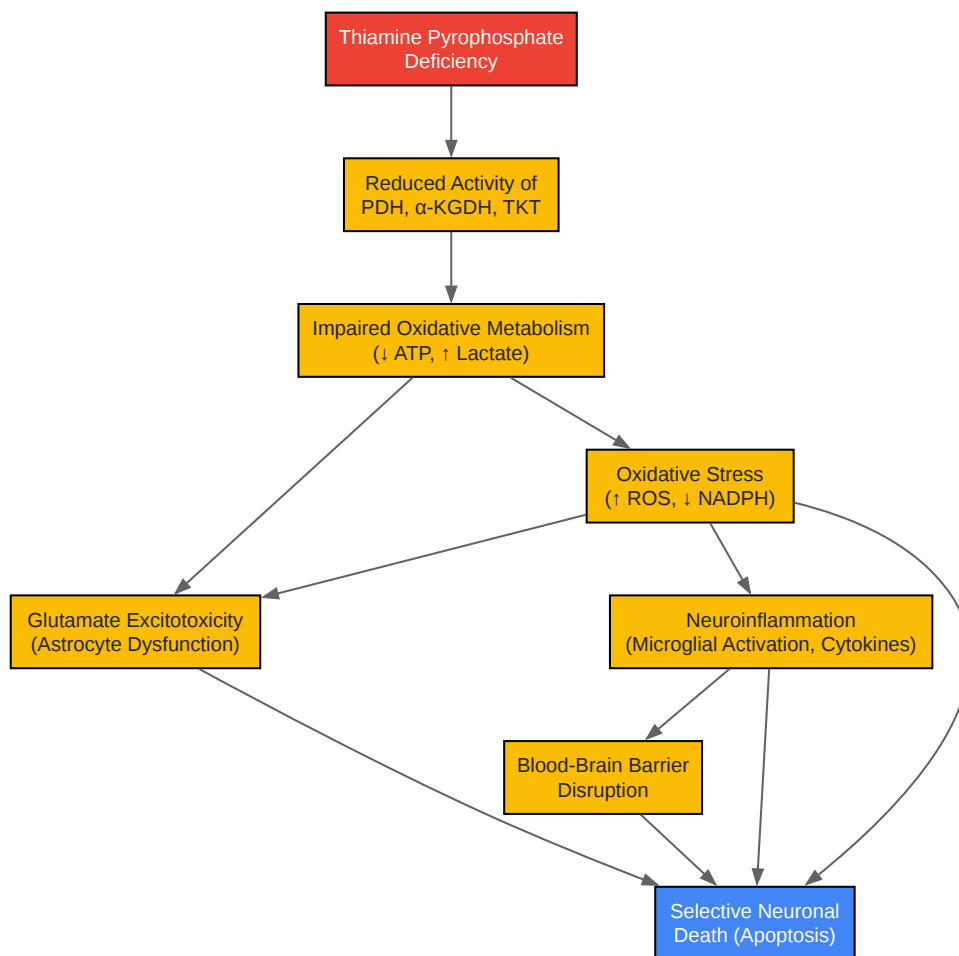 Thiamine Pyrophosphate
Deficiency
Reduced Activity of
PDH, α-KGDH, TKT
Impaired Oxidative Metabolism
(↓ ATP, ↑ Lactate)
Oxidative Stress
(↑ ROS, ↓ NADPH)
Glutamate Excitotoxicity
(Astrocyte Dysfunction)
Neuroinflammation
(Microglial Activation, Cytokines)
Blood-Brain Barrier
Disruption
Selective Neuronal
Death (Apoptosis)